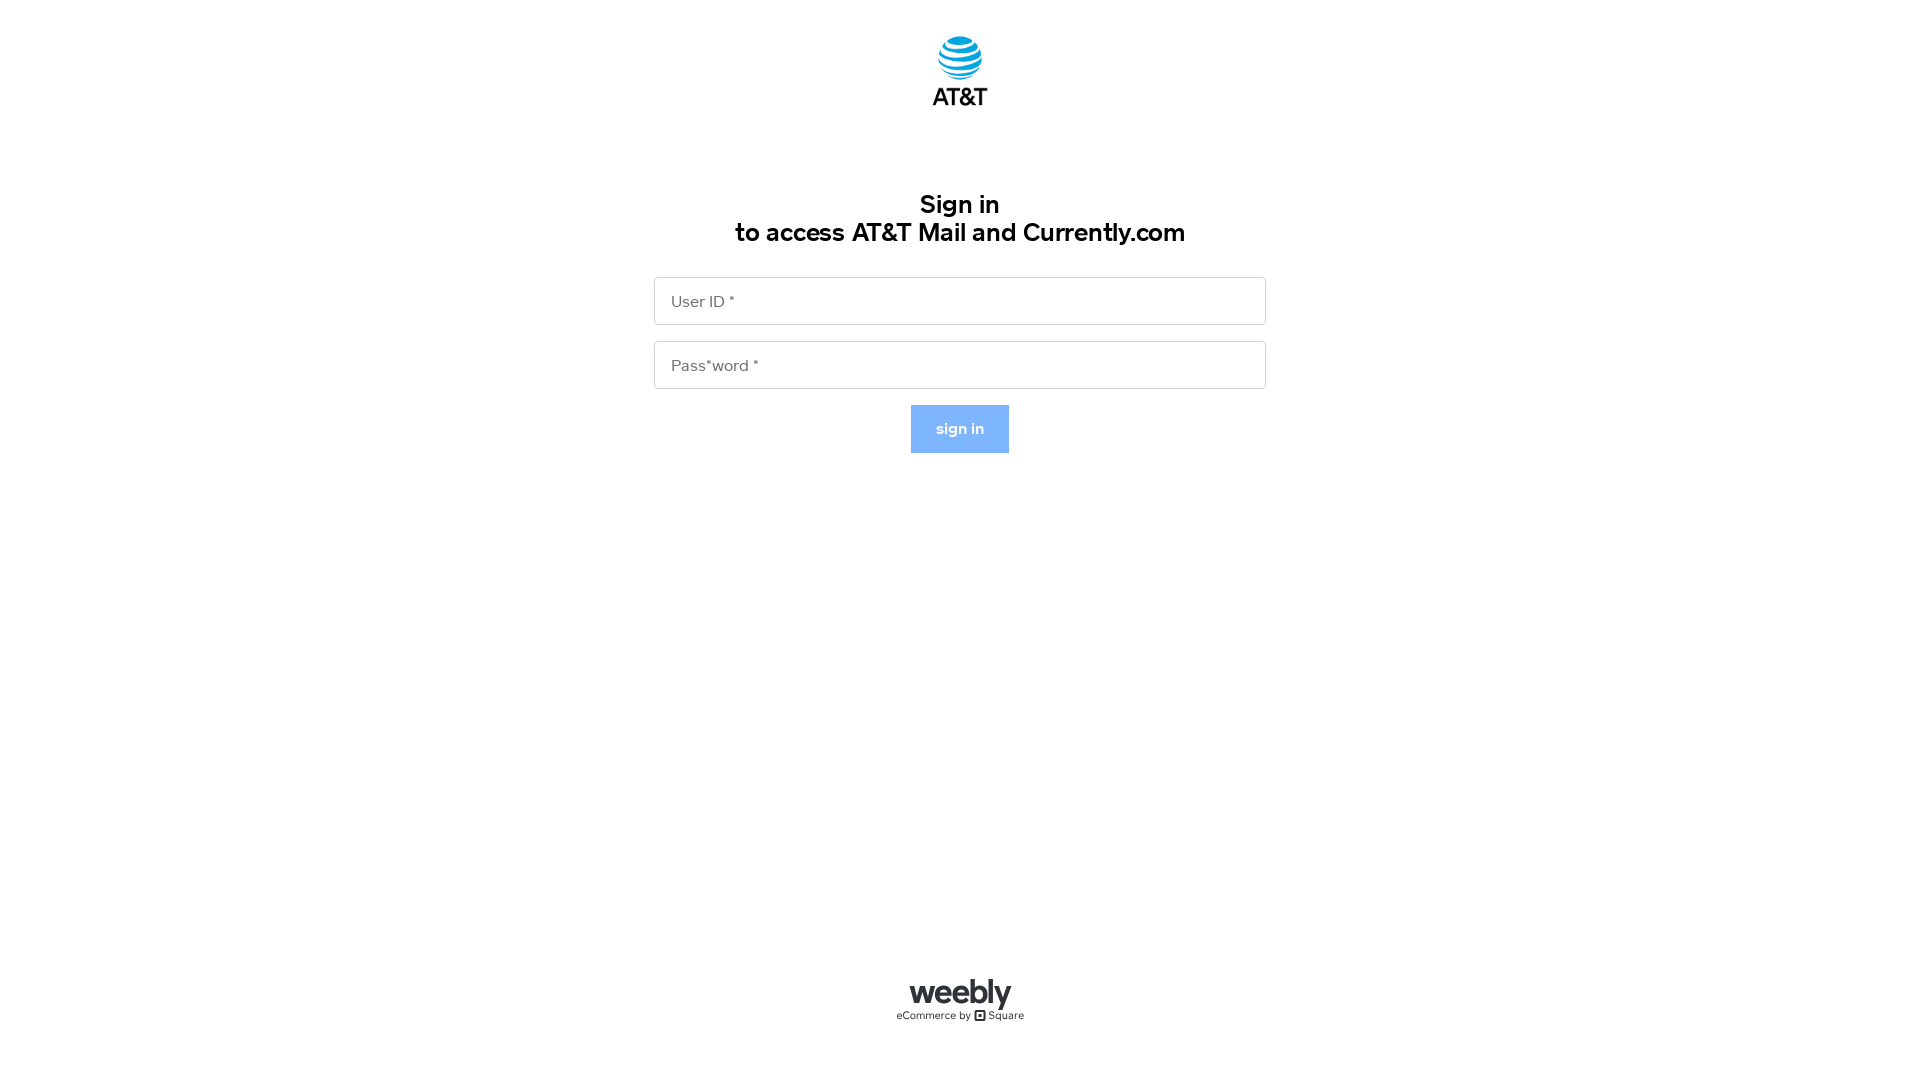 AT&T
Sign in
to access AT&T Mail and Currently.com
User ID *
Pass*word *
sign in
weebly
eCommerce by Square